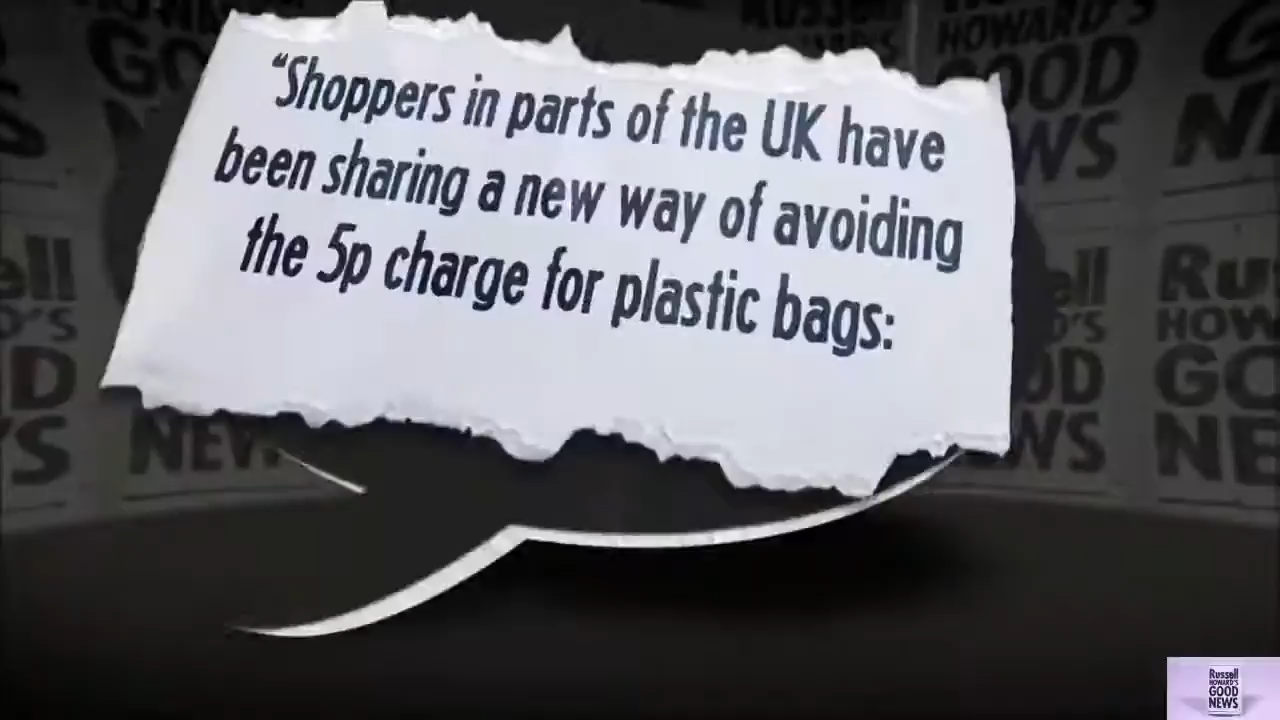 “Shoppers in parts of the UK have
been sharing a new way of avoiding
the 5p charge for plastic bags:
Russell
HOWARD'S
GOOD
NEWS